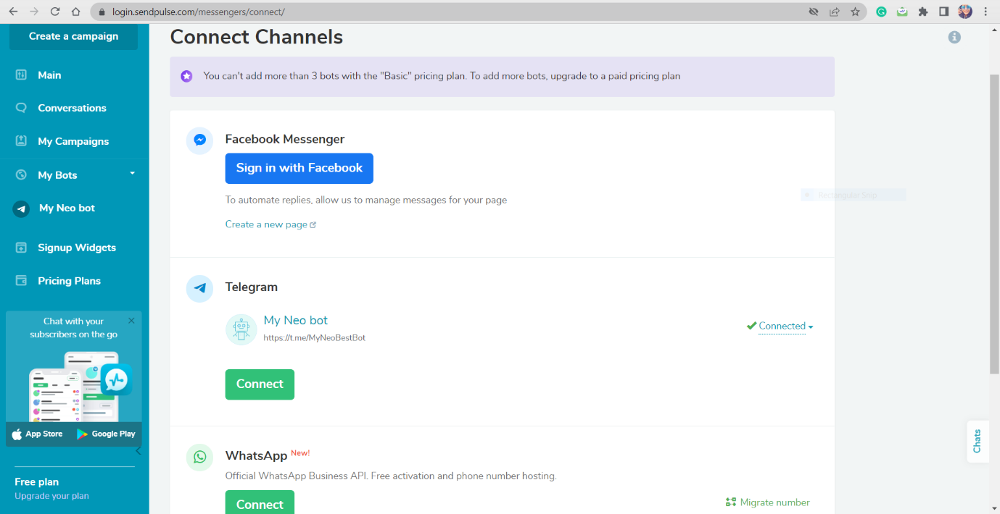 login.sendpulse.com/messengers/connect/
Create a campaign
Main
Conversations
My Campaigns
My Bots
My Neo bot
Signup Widgets
Pricing Plans
Chat with your
subscribers on the go
App Store
Google Play
Free plan
Upgrade your plan
Connect Channels
You can't add more than 3 bots with the "Basic" pricing plan. To add more bots, upgrade to a paid pricing plan
Facebook Messenger
Sign in with Facebook
To automate replies, allow us to manage messages for your page
Create a new page
Rectangular Snip
Telegram
My Neo bot
https://t.me/MyNeoBestBot
Connected
Connect
WhatsApp New!
Official WhatsApp Business API. Free activation and phone number hosting.
Connect
Migrate number
Chats